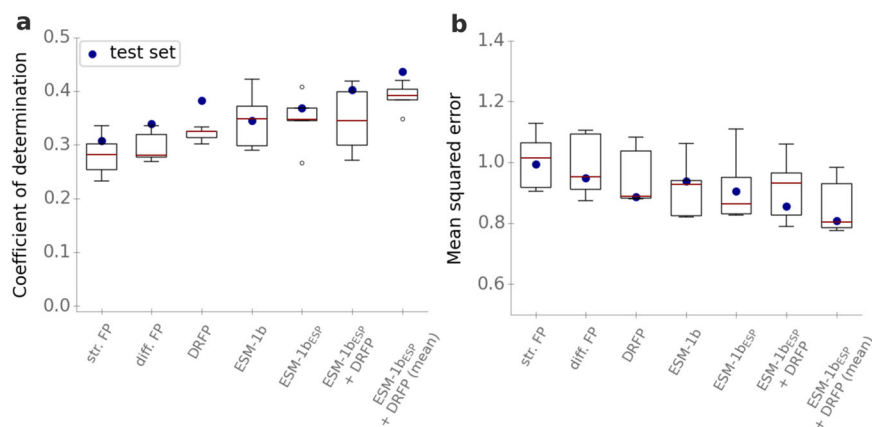 a
0.5
0.4
0.3
0.2
0.1
0.0
Coefficient of determination
test set
str. FP
diff. FP
DRFP
ESM-1b
ESM-1bESP
ESM-1bESP
+ DRFP
ESM-1bESP
+ DRFP (mean)
b
1.4
1.2
1.0
0.8
0.6
Mean squared error
str. FP
diff. FP
DRFP
ESM-1b
ESM-1bESP
ESM-1bESP
+ DRFP
ESM-1bESP
+ DRFP (mean)